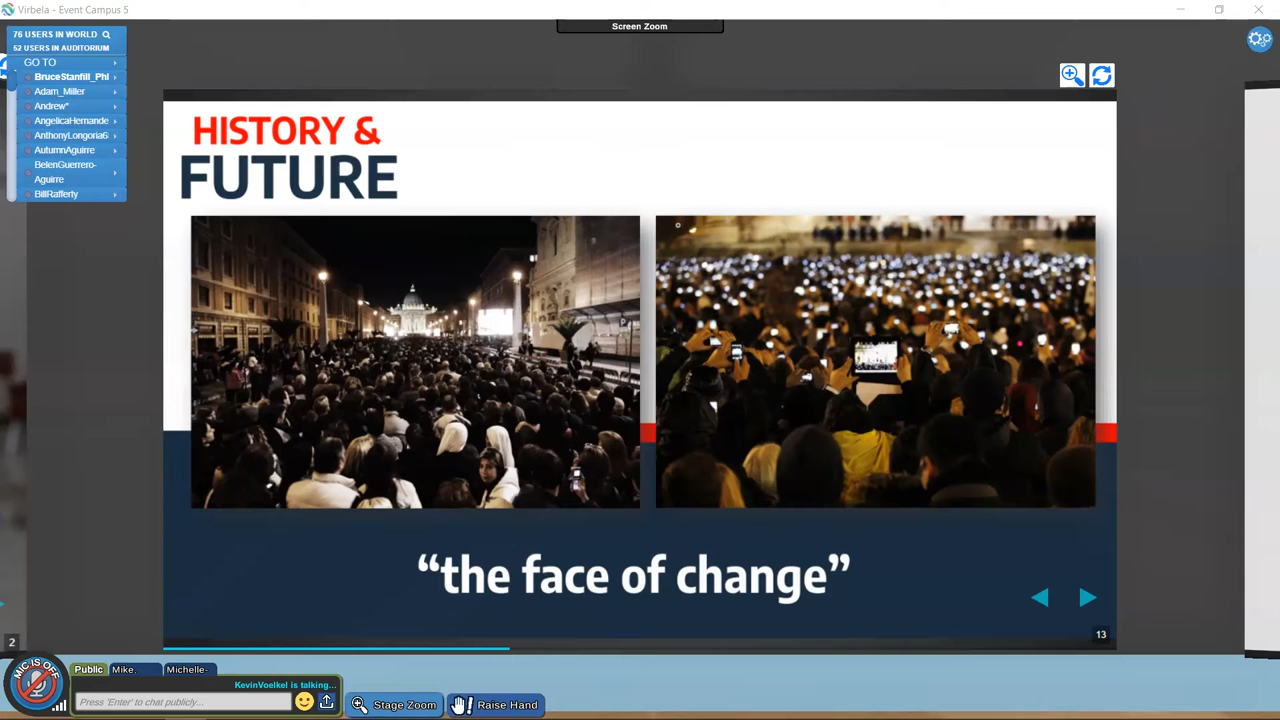 Virbela - Event Campus 5
Screen Zoom
76 USERS IN WORLD
52 USERS IN AUDITORIUM
GO TO
BruceStanfill_Phl
Adam_Miller
Andrew*
AngelicaHernande
AnthonyLongoria6
AutumnAguirre
BelenGuerrero-
Aguirre
BillRafferty
HISTORY &
FUTURE
P
“the face of change”
13
2
MIC IS OFF
Public
Mike.
Michelle-
KevinVoelkel is talking...
Press 'Enter' to chat publicly...
Stage Zoom
Raise Hand